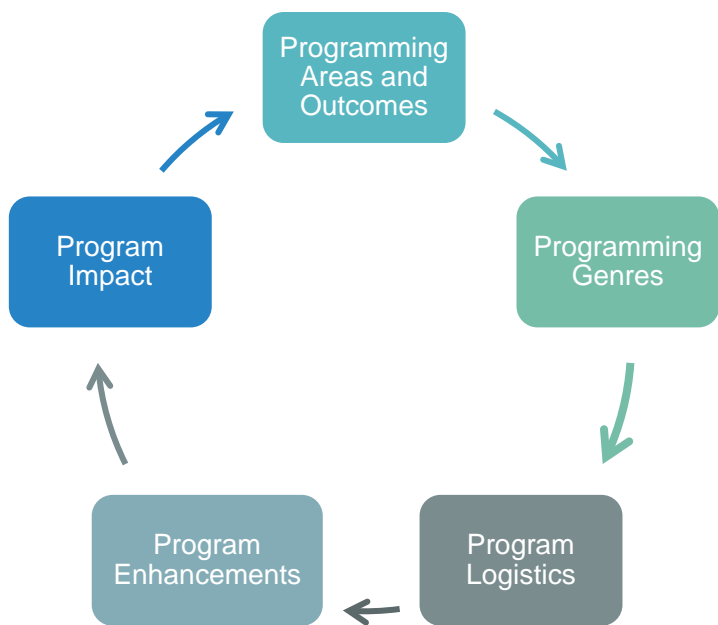 Programming
Areas and
Outcomes
Programming
Genres
Program
Logistics
Program
Enhancements
Program
Impact